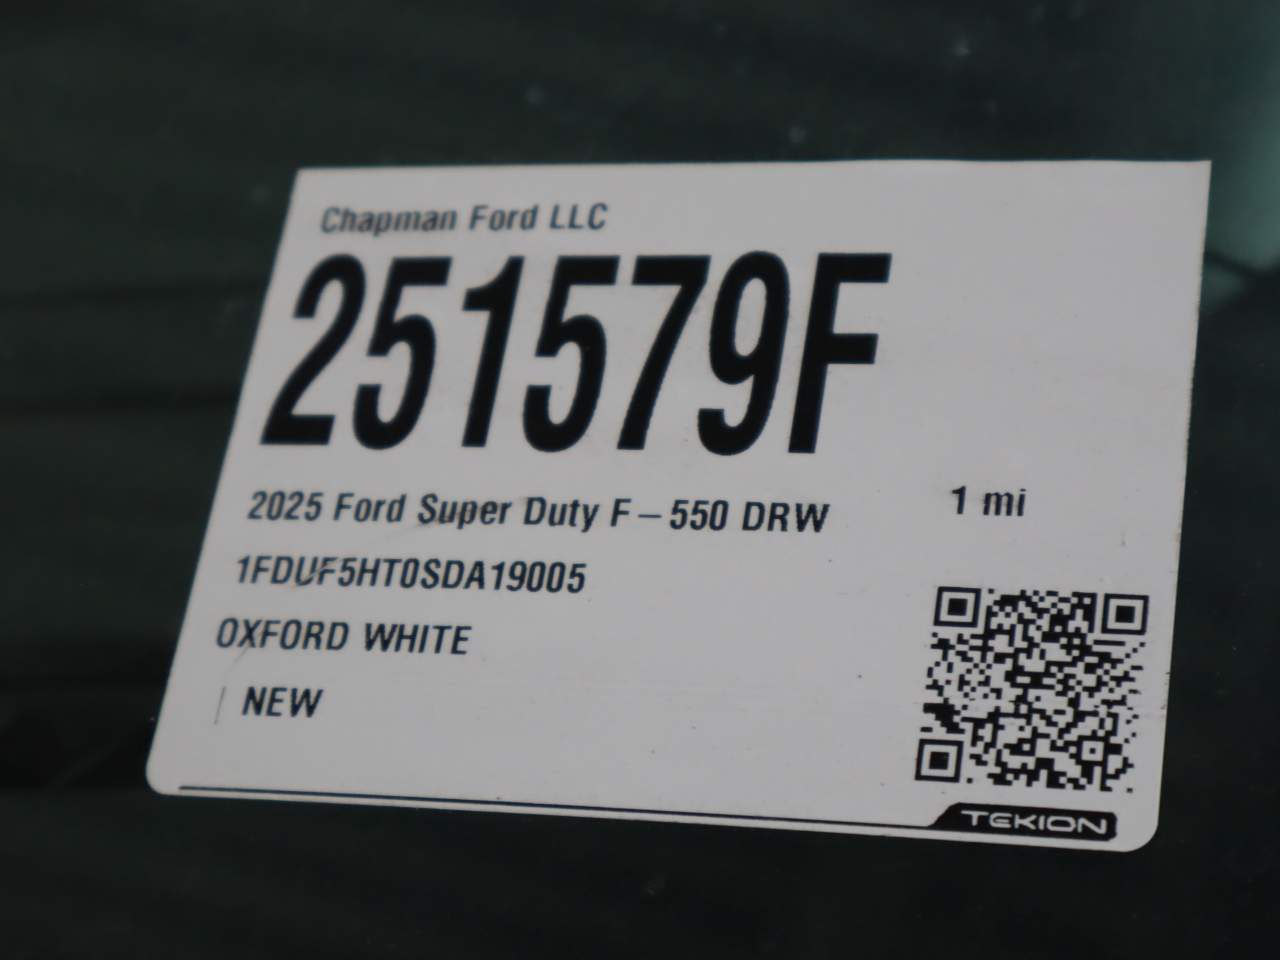 Chapman Ford LLC
251579F
2025 Ford Super Duty F-550 DRW
1 mi
1FDUF5HT0SDA19005
OXFORD WHITE
NEW
TEKION